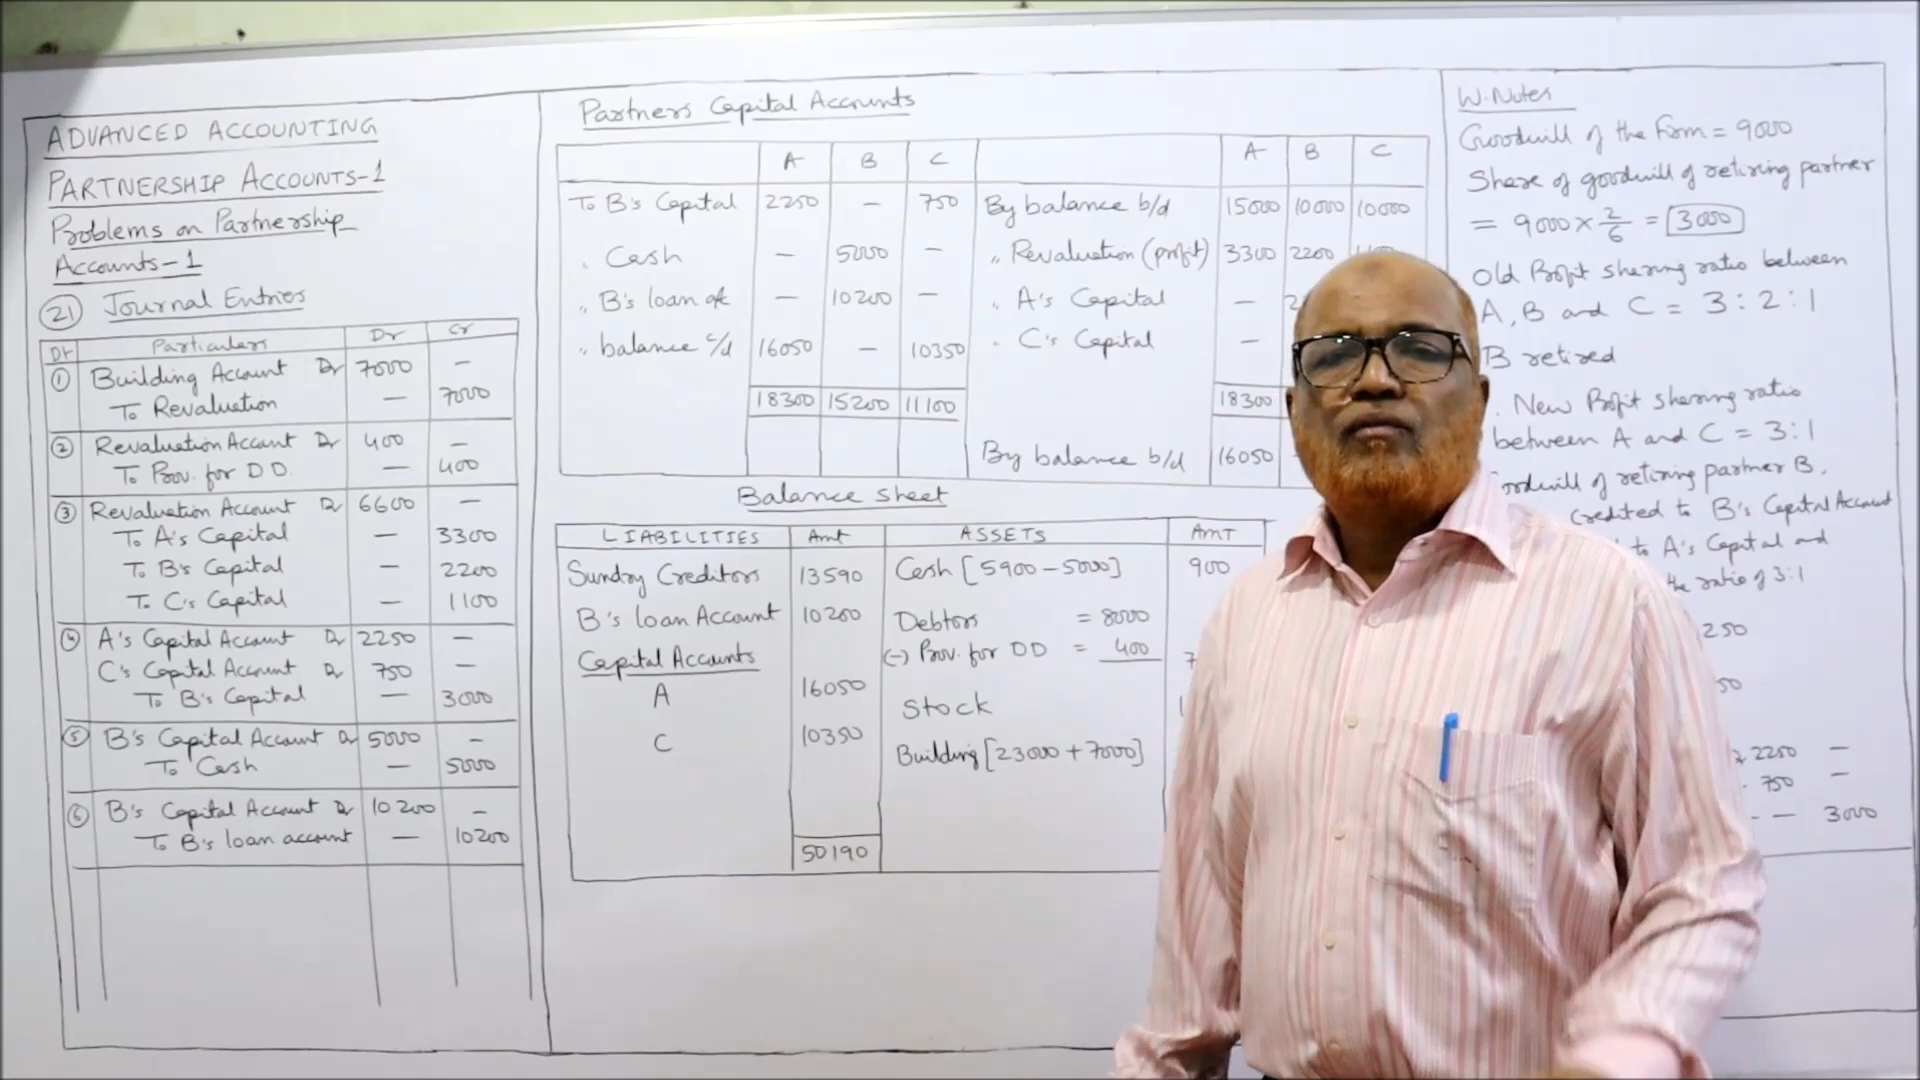 ADVANCED ACCOUNTING
PARTNERSHIP ACCOUNTS-1
Problems on Partnership
Accounts-1
21 Journal Entries
Dt Particulars Dr Cr
1 Building Account Dr 7000 -
To Revaluation - 7000
2 Revaluation Account Dr 400 -
To Prov. for D D. - 400
3 Revaluation Account Dr 6600 -
To A's Capital - 3300
To B's Capital - 2200
To C's Capital - 1100
4 A's Capital Account Dr 2250 -
C's Capital Account Dr 750 -
To B's Capital - 3000
5 B's Capital Account Dr 5000 -
To Cash - 5000
6 B's Capital Account Dr 10200 -
To B's loan account - 10200
Partners Capital Accounts
A B C A B C
To B's Capital 2250 - 750 By balance b/d 15000 10000 10000
" Cash - 5000 - " Revaluation (profit) 3300 2200
" B's loan a/c - 10200 - " A's Capital -
" balance c/d 16050 - 10350 " C's Capital -
18300 15200 11100 18300
By balance b/d 16050
Balance Sheet
LIABILITIES Amt ASSETS AMT
Sundry Creditors 13590 Cash [5900-5000] 900
B's loan Account 10200 Debtors = 8000
Capital Accounts (-) Prov. for DD = 400
A 16050 Stock
C 10350 Building [23000+7000]
50190
W.Notes
Goodwill of the Firm = 9000
Share of goodwill of retiring partner
= 9000 × 2/6 = 3000
Old Profit sharing ratio between
A, B and C = 3:2:1
B retired
New Profit sharing ratio
between A and C = 3:1
of retiring partner B,
credited to B's Capital Account
to A's Capital and
ratio of 3:1
2250 -
750 -
- - 3000